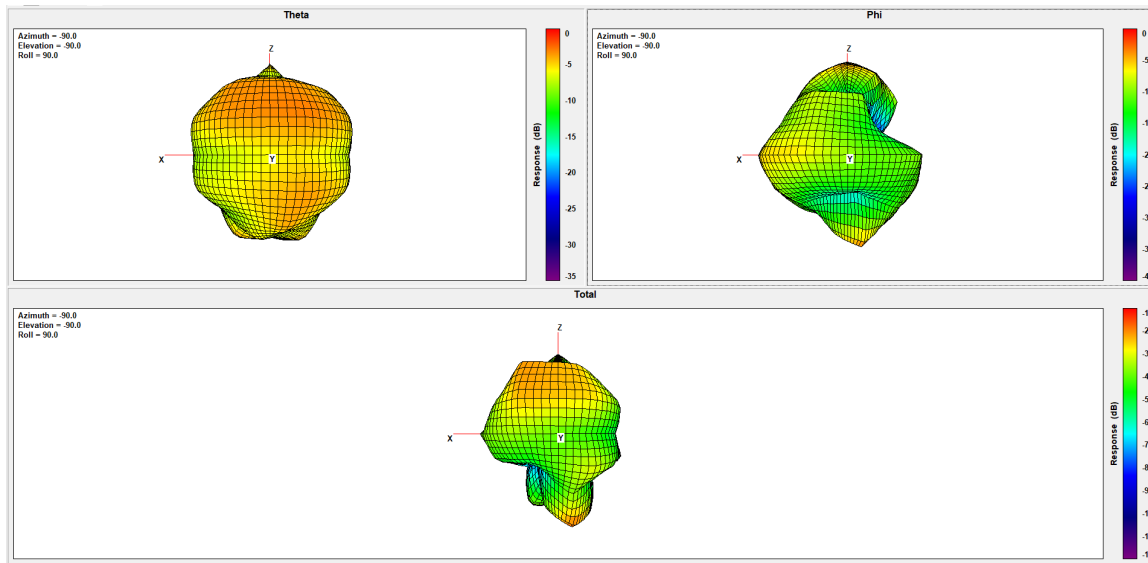 Theta
Azimuth = -90.0
Elevation = -90.0
Roll = 90.0
Z
X
Y
0
-5
-10
-15
-20
-25
-30
-35
Response (dB)
Phi
Azimuth = -90.0
Elevation = -90.0
Roll = 90.0
Z
X
Y
0
-5
Response (dB)
Total
Azimuth = -90.0
Elevation = -90.0
Roll = 90.0
Z
X
Y
Response (dB)